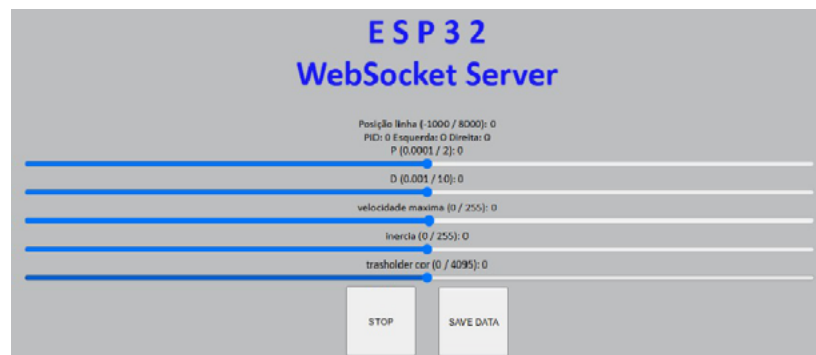 E S P 3 2
WebSocket Server
Posição linha (-1000 / 8000): 0
PID: 0 Esquerda: 0 Direita: 0
P (0.0001 / 2): 0
D (0.001 / 10): 0
velocidade maxima (0 / 255): 0
Inercia (0 / 255): 0
trasholder cor (0 / 4095): 0
STOP SAVE DATA